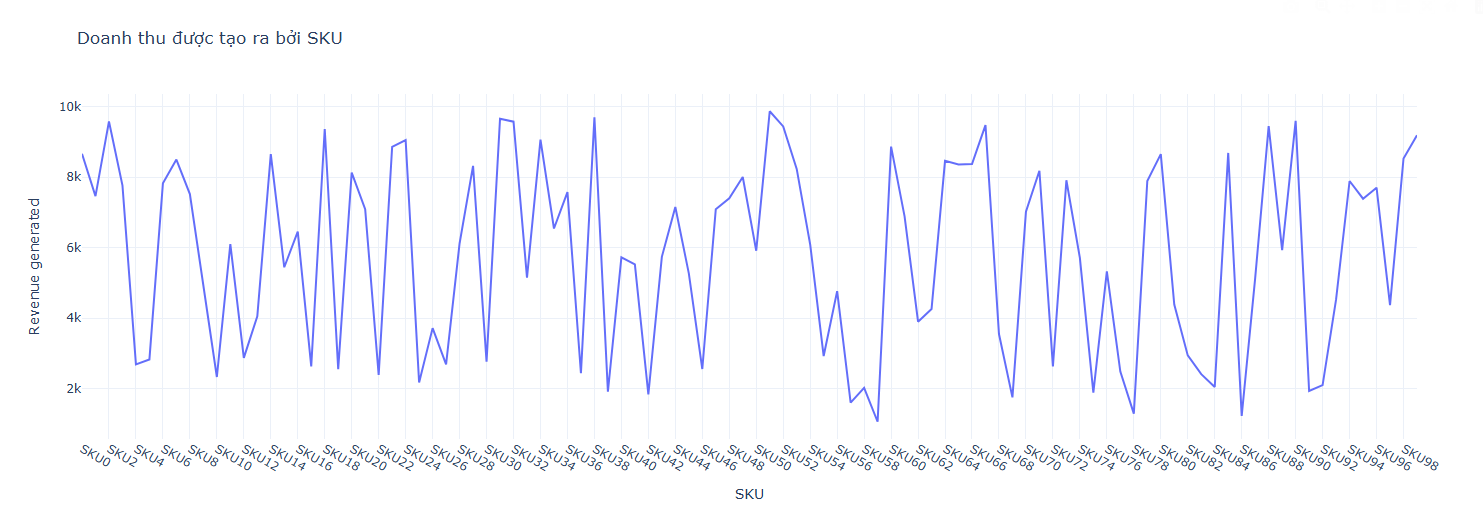 Doanh thu được tạo ra bởi SKU
10k
8k
6k
4k
2k
Revenue generated
SKU0
SKU2
SKU4
SKU6
SKU8
SKU10
SKU12
SKU14
SKU16
SKU18
SKU20
SKU22
SKU24
SKU26
SKU28
SKU30
SKU32
SKU34
SKU36
SKU38
SKU40
SKU42
SKU44
SKU46
SKU48
SKU50
SKU52
SKU54
SKU56
SKU58
SKU60
SKU62
SKU64
SKU66
SKU68
SKU70
SKU72
SKU74
SKU76
SKU78
SKU80
SKU82
SKU84
SKU86
SKU88
SKU90
SKU92
SKU94
SKU96
SKU98
SKU